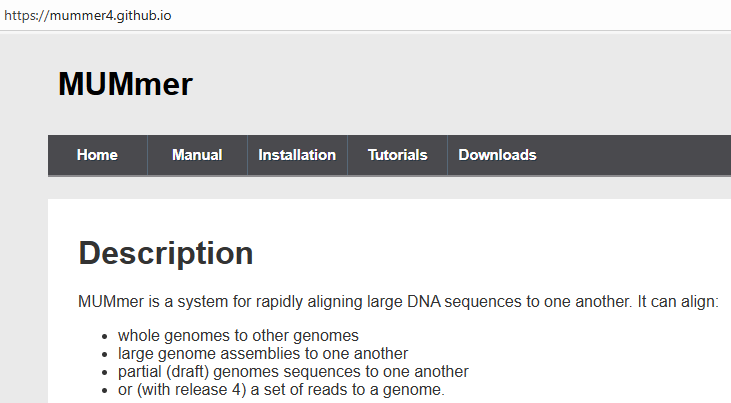 https://mummer4.github.io
MUMmer
Home Manual Installation Tutorials Downloads
Description
MUMmer is a system for rapidly aligning large DNA sequences to one another. It can align:
• whole genomes to other genomes
• large genome assemblies to one another
• partial (draft) genomes sequences to one another
• or (with release 4) a set of reads to a genome.